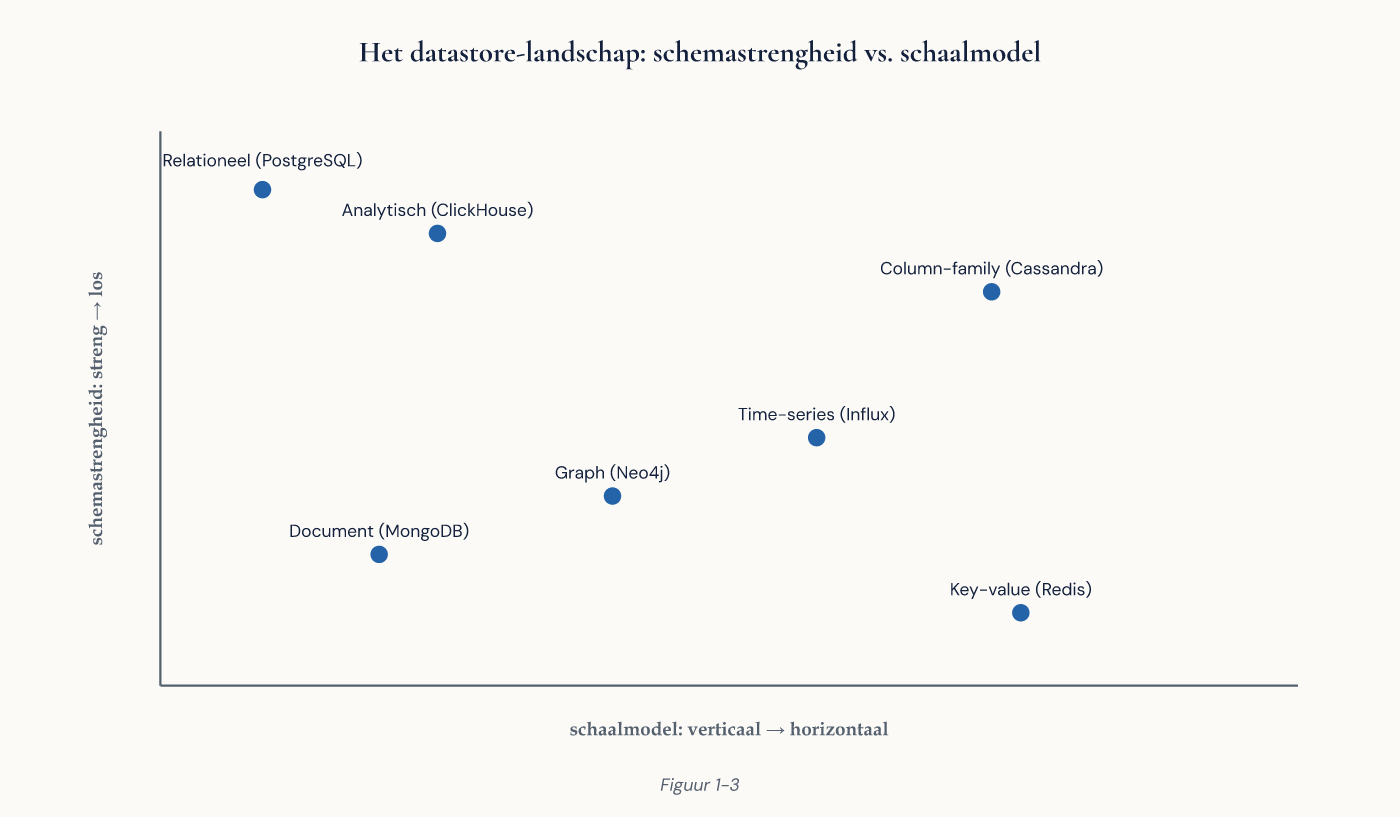 Het datastore-landschap: schemastrengheid vs. schaalmodel
Relationeel (PostgreSQL)
Analytisch (ClickHouse)
Column-family (Cassandra)
schemastrengheid: streng → los
Time-series (Influx)
Graph (Neo4j)
Document (MongoDB)
Key-value (Redis)
schaalmodel: verticaal → horizontaal
Figuur 1-3